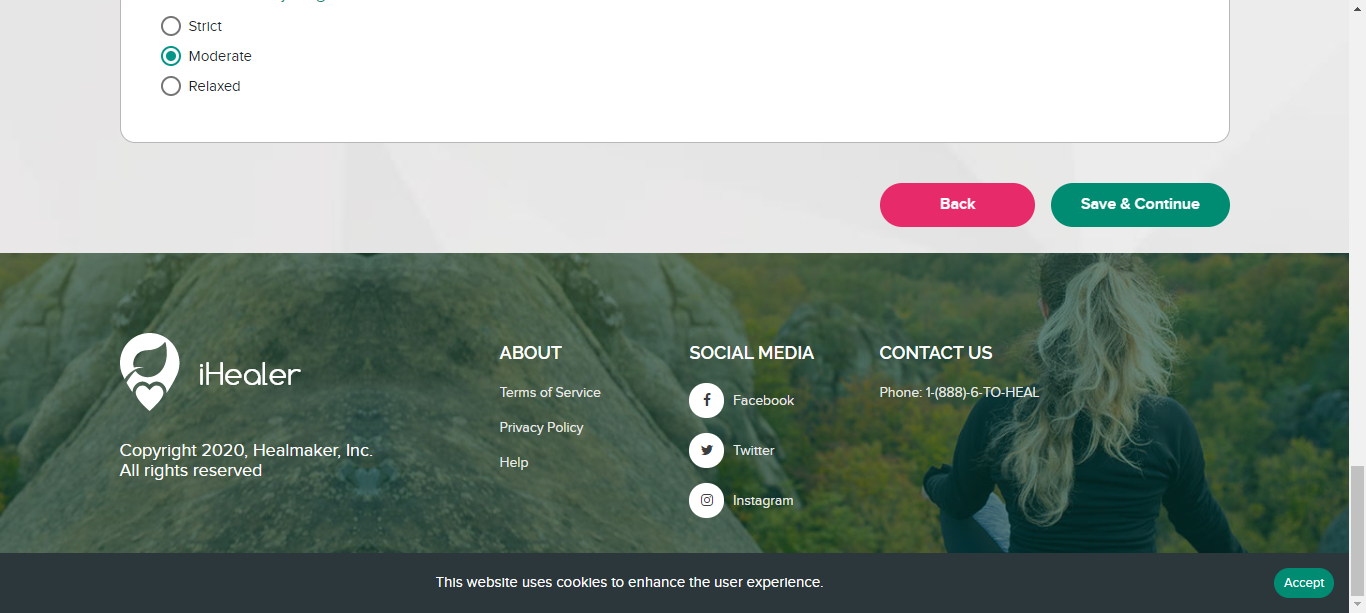 Strict
Moderate
Relaxed
Back
Save & Continue
iHealer
Copyright 2020, Healmaker, Inc.
All rights reserved
ABOUT
Terms of Service
Privacy Policy
Help
SOCIAL MEDIA
Facebook
Twitter
Instagram
CONTACT US
Phone: 1-(888)-6-TO-HEAL
This website uses cookies to enhance the user experience.
Accept